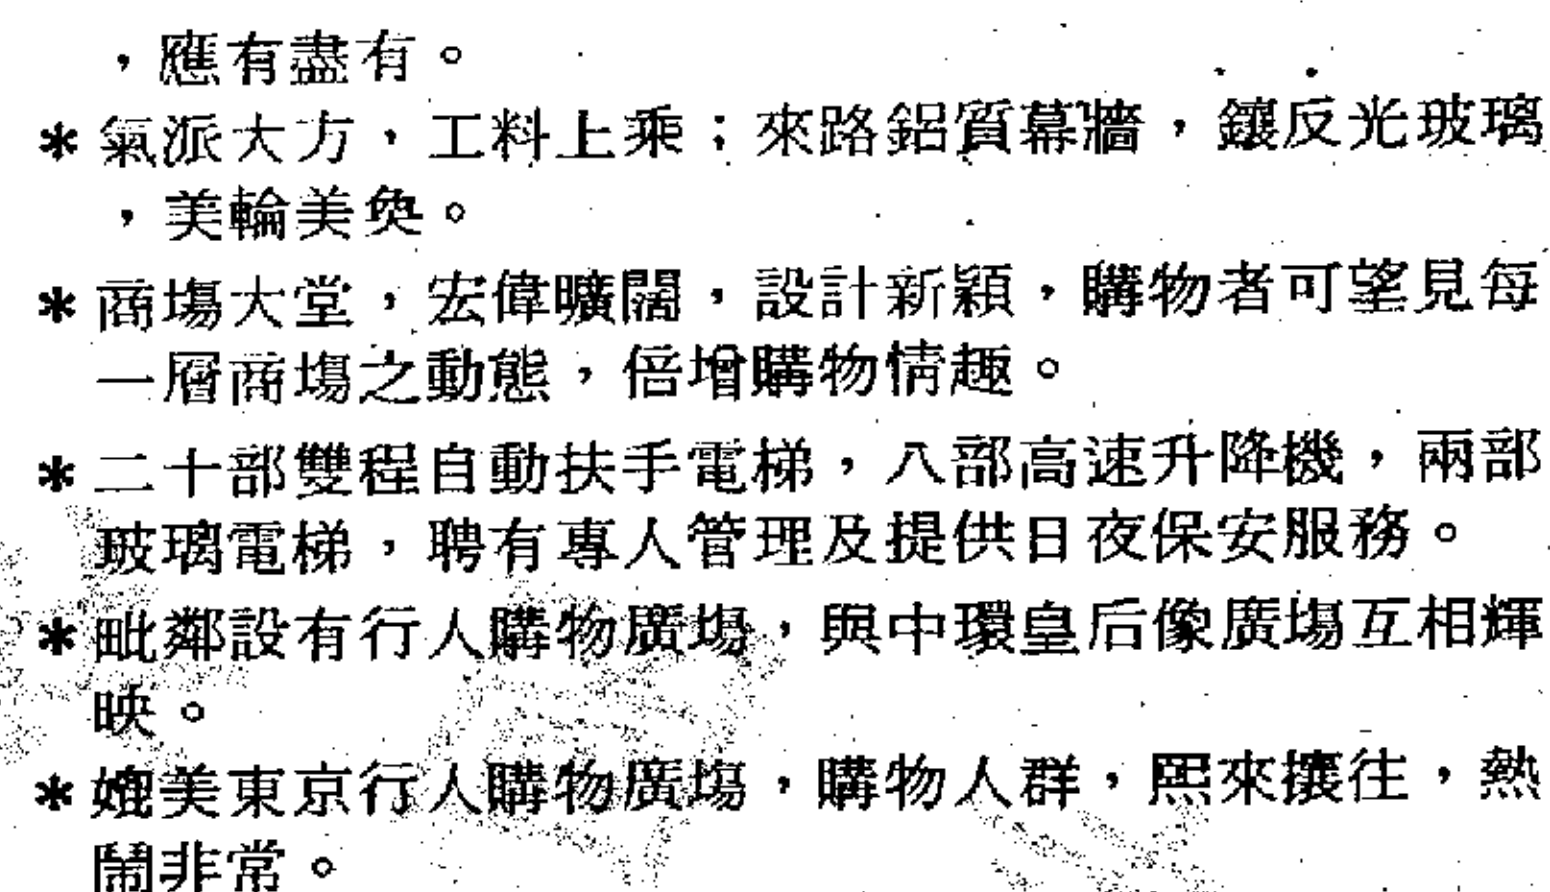 ，應有盡有。
＊氣派大方，工料上乘；來路鋁質幕牆，鑲反光玻璃
，美輪美奐。
＊商塲大堂，宏偉曠闊，設計新穎，購物者可望見每
一層商塲之動態，倍增購物情趣。
＊二十部雙程自動扶手電梯，八部高速升降機，兩部
玻璃電梯，聘有專人管理及提供日夜保安服務。
＊毗鄰設有行人購物廣塲，與中環皇后像廣塲互相輝
映。
＊媲美東京行人購物廣塲，購物人群，熙來攘往，熱
鬧非常。